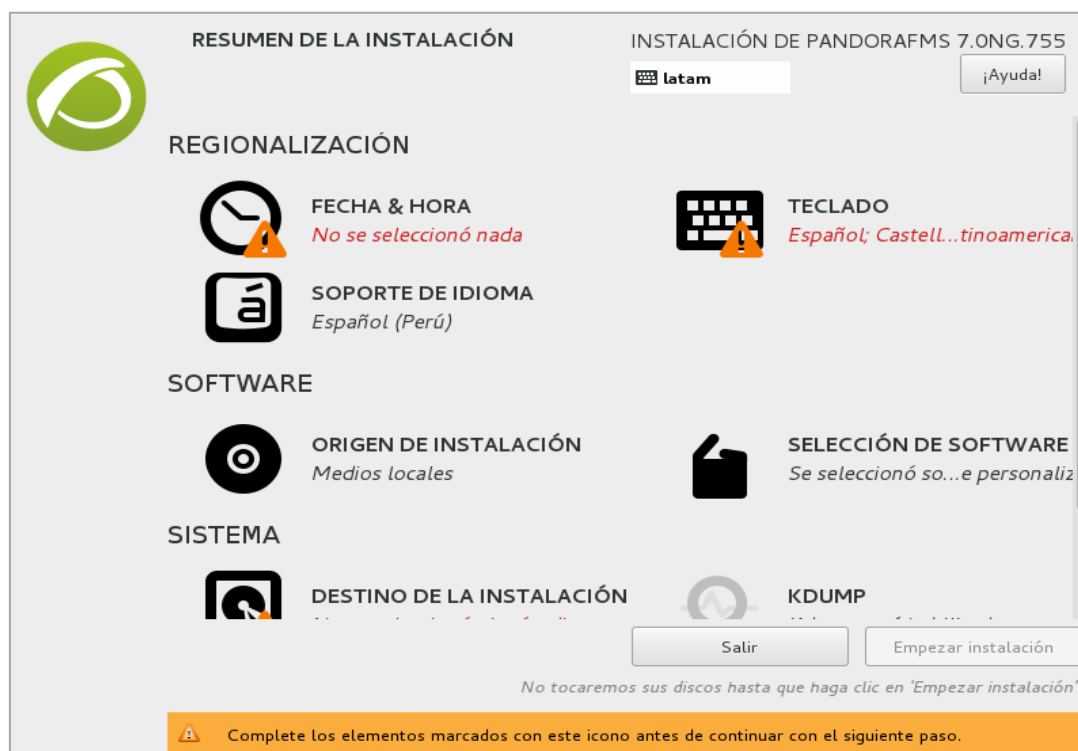 RESUMEN DE LA INSTALACIÓN
INSTALACIÓN DE PANDORAFMS 7.0NG.755
latam
¡Ayuda!
REGIONALIZACIÓN
FECHA & HORA
No se seleccionó nada
TECLADO
Español; Castell...tinoamerica
SOPORTE DE IDIOMA
Español (Perú)
SOFTWARE
ORIGEN DE INSTALACIÓN
Medios locales
SELECCIÓN DE SOFTWARE
Se seleccionó so...e personaliz
SISTEMA
DESTINO DE LA INSTALACIÓN
KDUMP
Salir
Empezar instalación
No tocaremos sus discos hasta que haga clic en 'Empezar instalación'
Complete los elementos marcados con este icono antes de continuar con el siguiente paso.